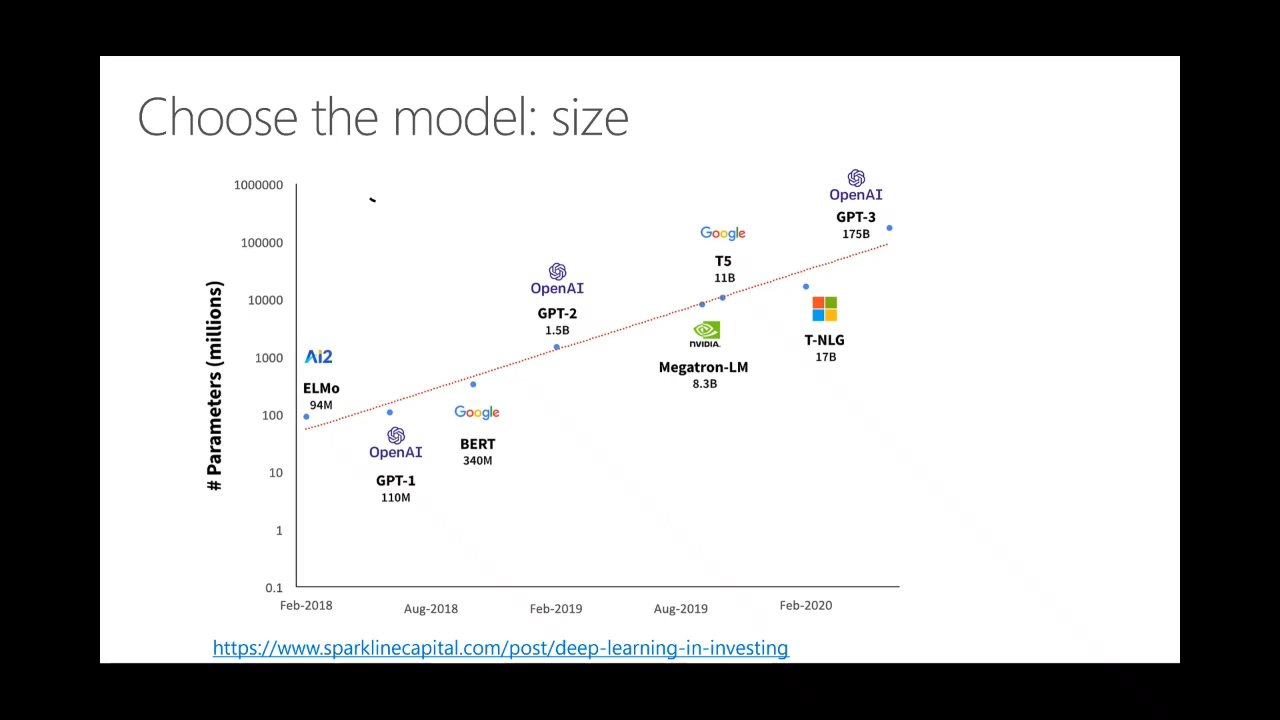 Choose the model: size
1000000
100000
10000
1000
100
10
1
0.1
# Parameters (millions)
Feb-2018
Aug-2018
Feb-2019
Aug-2019
Feb-2020
Ai2
ELMo
94M
OpenAI
GPT-1
110M
Google
BERT
340M
OpenAI
GPT-2
1.5B
NVIDIA.
Megatron-LM
8.3B
Google
T5
11B
T-NLG
17B
OpenAI
GPT-3
175B
https://www.sparklinecapital.com/post/deep-learning-in-investing